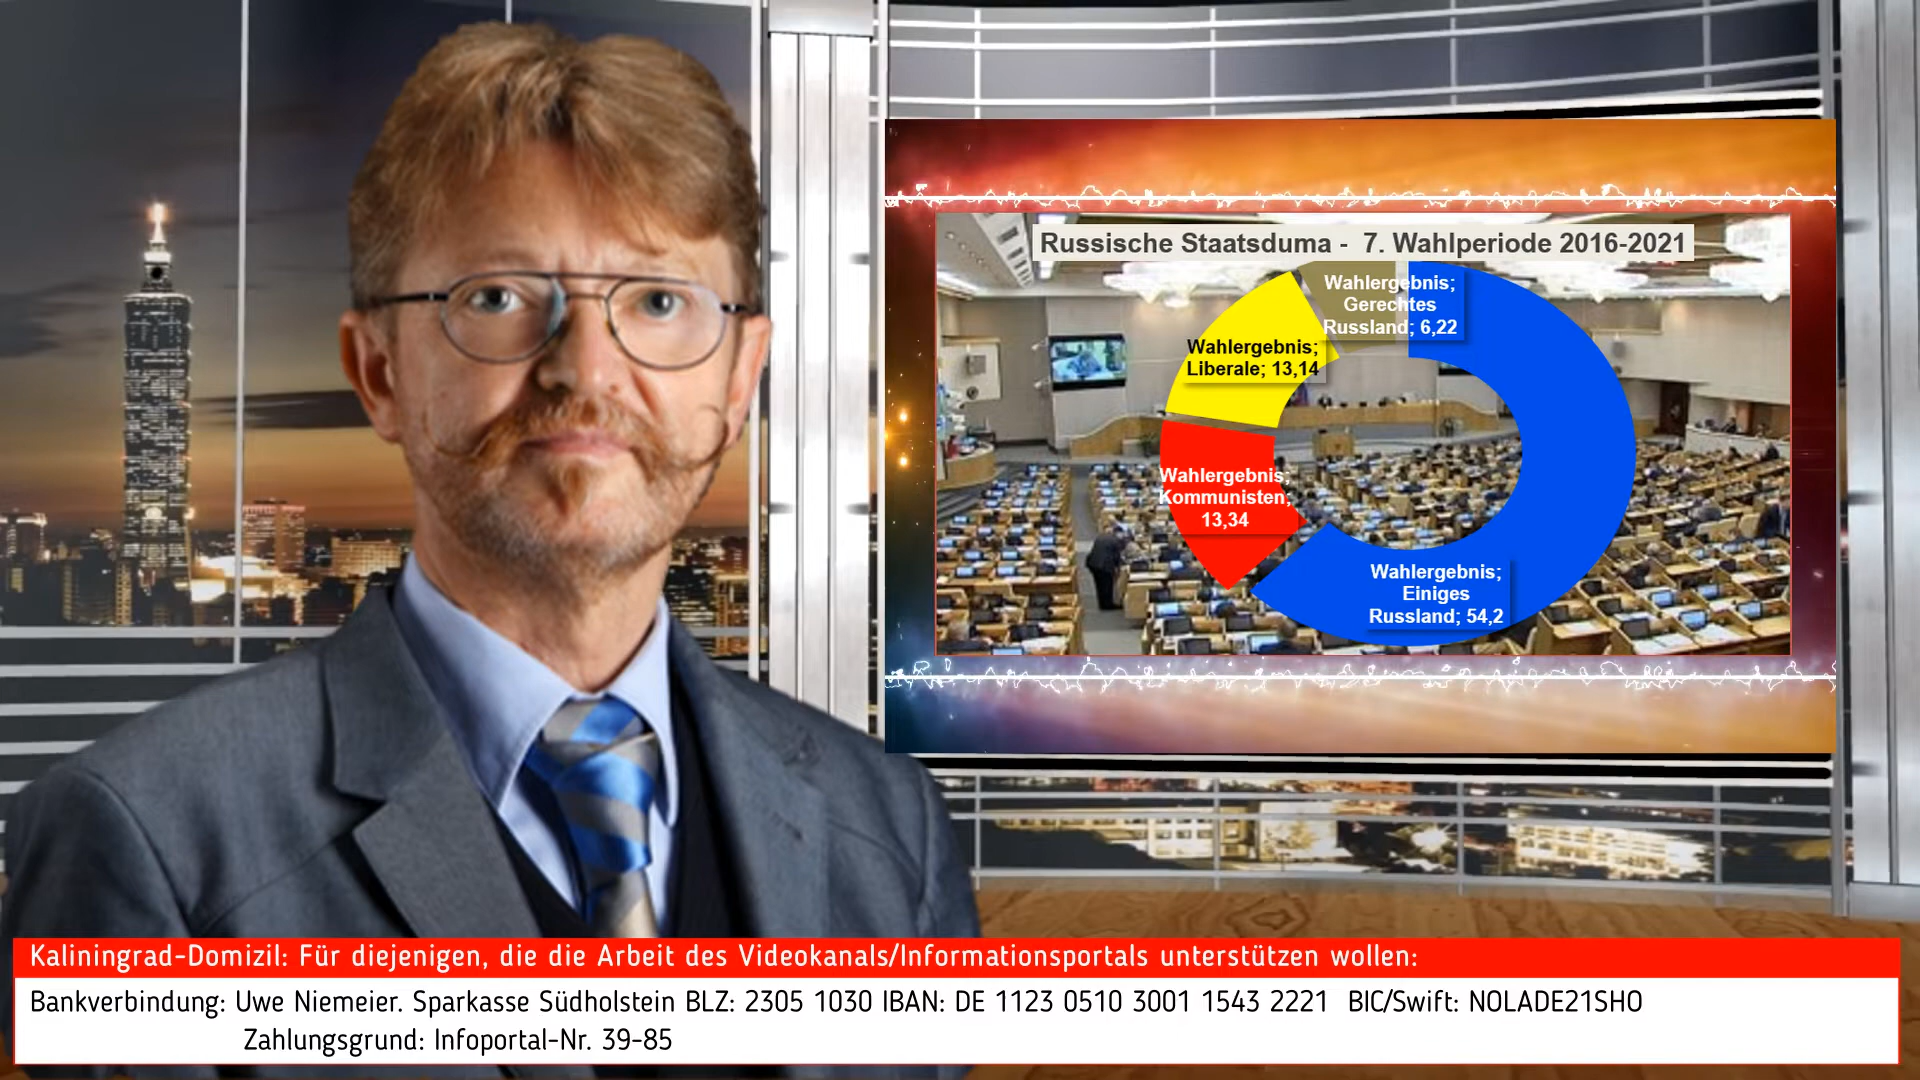 Russische Staatsduma - 7. Wahlperiode 2016-2021
Wahlergebnis;
Gerechtes
Russland; 6,22
Wahlergebnis;
Liberale; 13,14
Wahlergebnis;
Kommunisten;
13,34
Wahlergebnis;
Einiges
Russland; 54,2
Kaliningrad-Domizil: Für diejenigen, die die Arbeit des Videokanals/Informationsportals unterstützen wollen:
Bankverbindung: Uwe Niemeier. Sparkasse Südholstein BLZ: 2305 1030 IBAN: DE 1123 0510 3001 1543 2221 BIC/Swift: NOLADE21SHO
Zahlungsgrund: Infoportal-Nr. 39-85